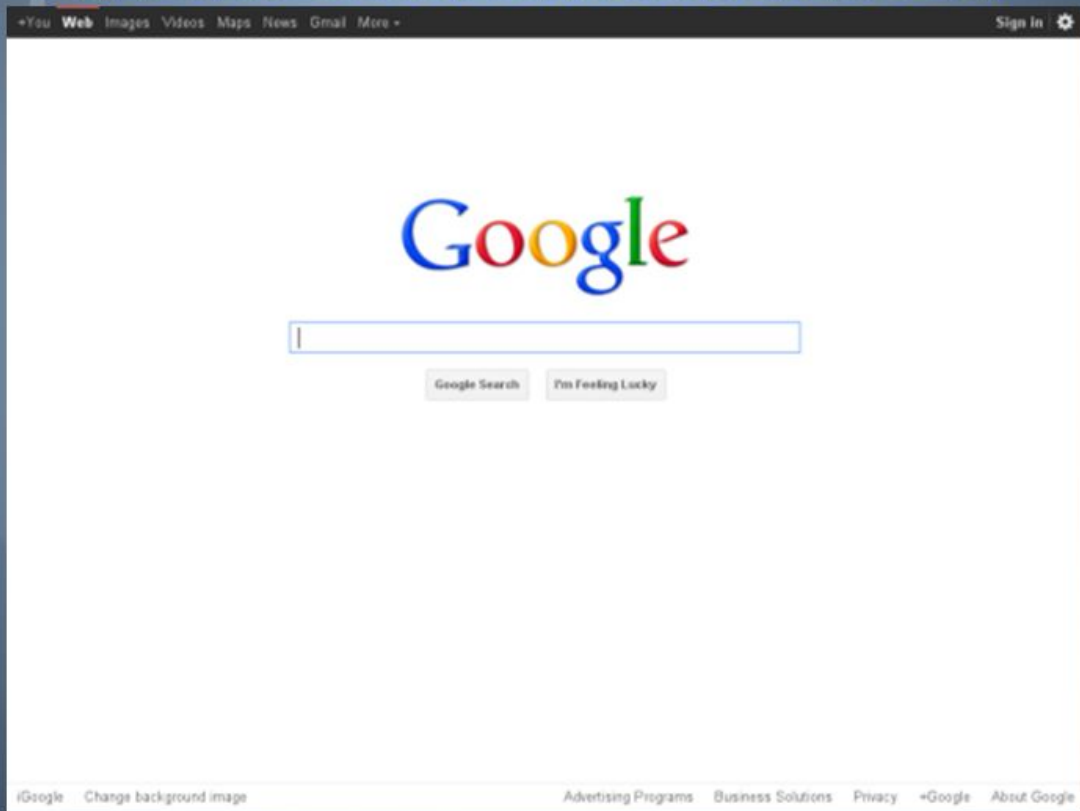 +You Web Images Videos Maps News Gmail More
Sign in
Google
Google Search I'm Feeling Lucky
iGoogle Change background image Advertising Programs Business Solutions Privacy +Google About Google